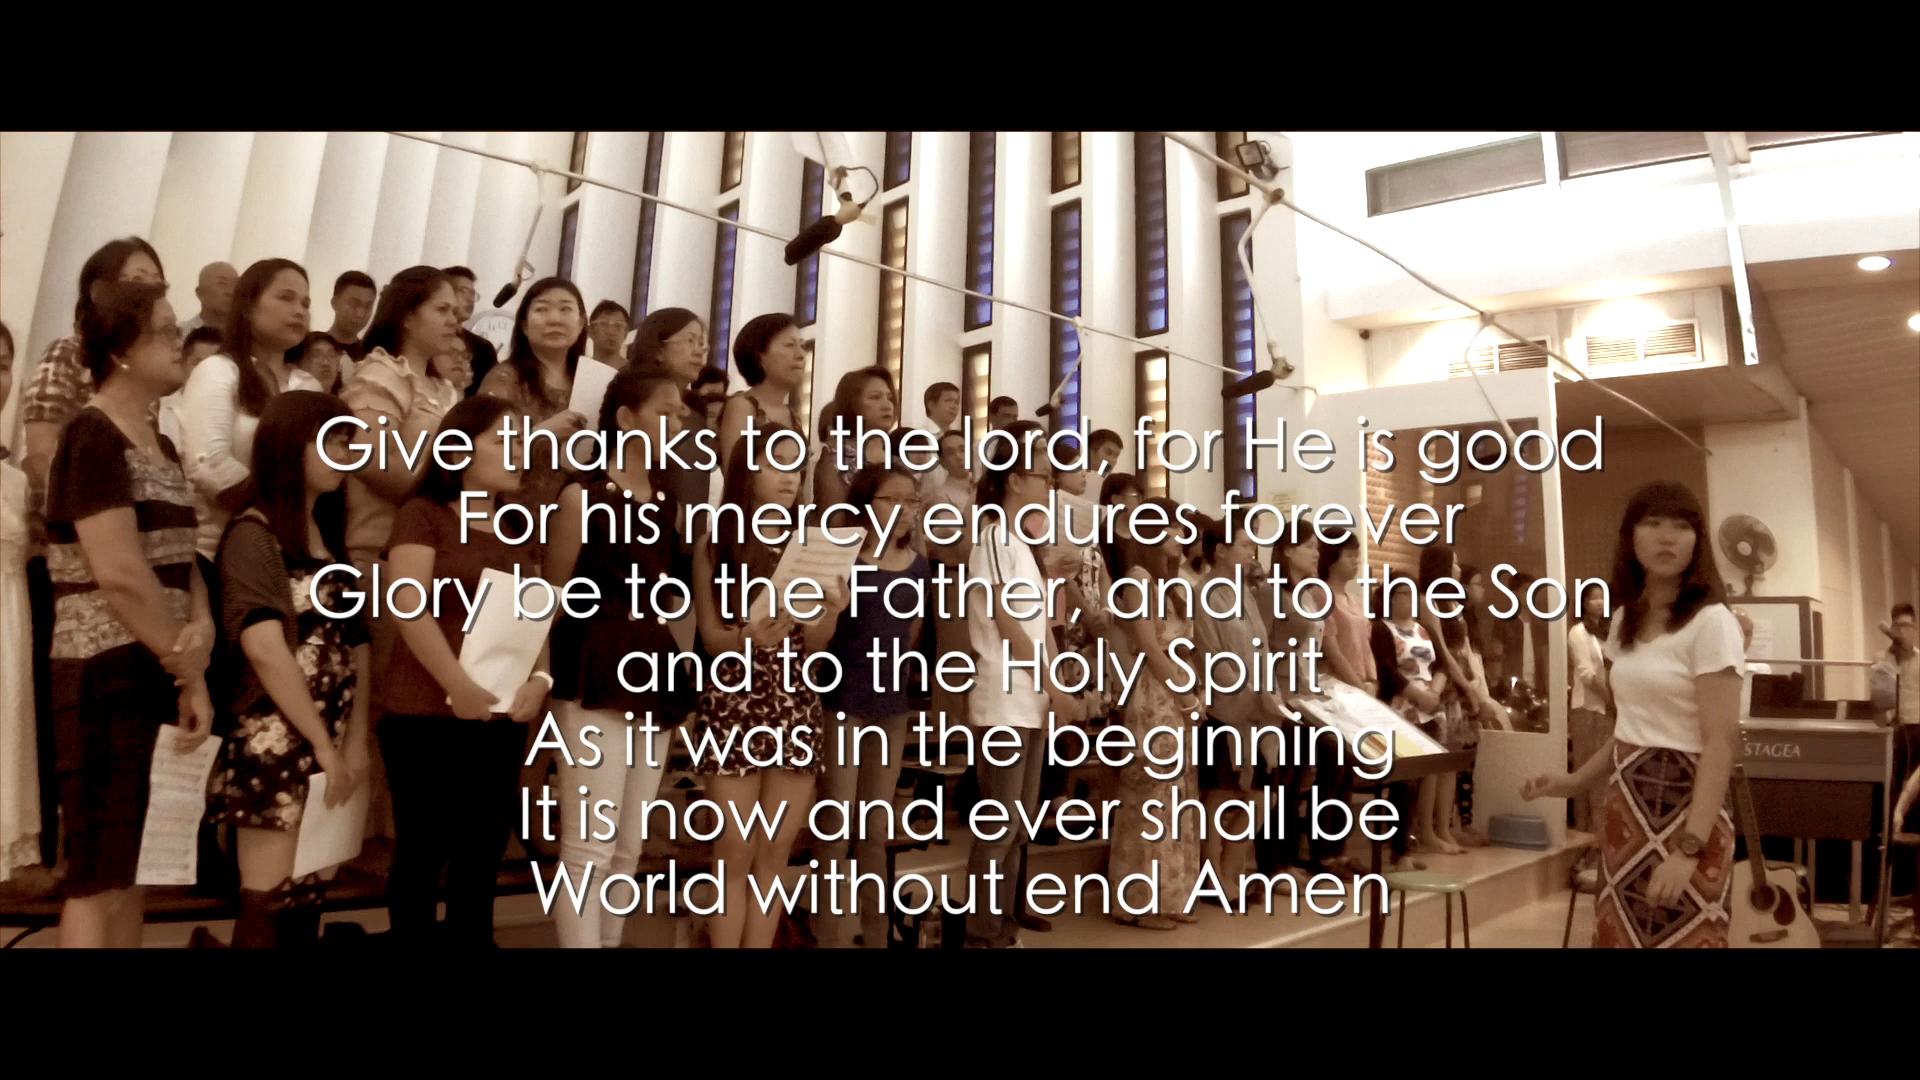 Give thanks to the lord, for He is good
For his mercy endures forever
Glory be to the Father, and to the Son
and to the Holy Spirit
As it was in the beginning
It is now and ever shall be
World without end Amen
STAGEA